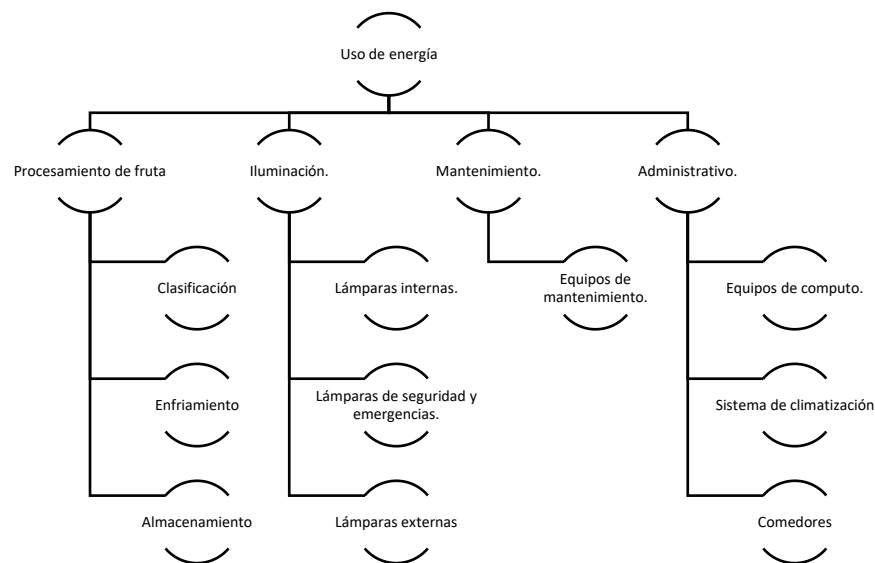 Uso de energía
Procesamiento de fruta
Iluminación.
Mantenimiento.
Administrativo.
Clasificación
Lámparas internas.
Equipos de
mantenimiento.
Equipos de computo.
Enfriamiento
Lámparas de seguridad y
emergencias.
Sistema de climatización
Almacenamiento
Lámparas externas
Comedores